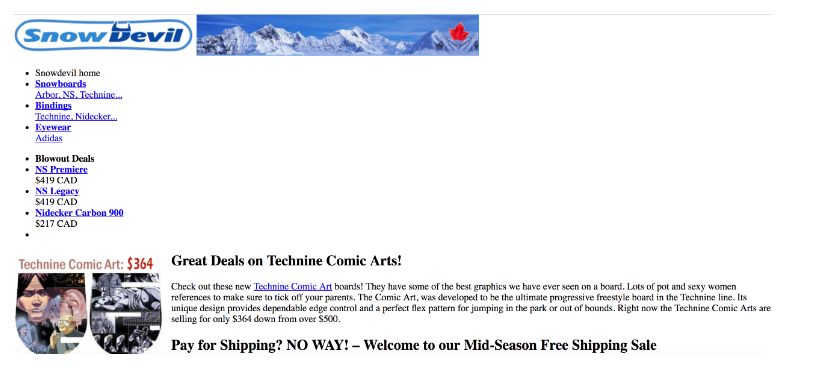 SnowDevil
Snowdevil home
Snowboards
Arbor, NS, Technine...
Bindings
Technine, Nidecker...
Eyewear
Adidas
Blowout Deals
NS Premiere
$419 CAD
NS Legacy
$419 CAD
Nidecker Carbon 900
$217 CAD
Technine Comic Art: $364
Great Deals on Technine Comic Arts!
Check out these new Technine Comic Art boards! They have some of the best graphics we have ever seen on a board. Lots of pot and sexy women
references to make sure to tick off your parents. The Comic Art, was developed to be the ultimate progressive freestyle board in the Technine line. Its
unique design provides dependable edge control and a perfect flex pattern for jumping in the park or out of bounds. Right now the Technine Comic Arts are
selling for only $364 down from over $500.
Pay for Shipping? NO WAY! – Welcome to our Mid-Season Free Shipping Sale